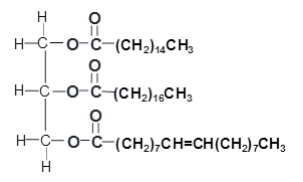 H O
H–C–O–C–(CH₂)₁₄CH₃
O
H–C–O–C–(CH₂)₁₆CH₃
O
H–C–O–C–(CH₂)₇CH=CH(CH₂)₇CH₃
H